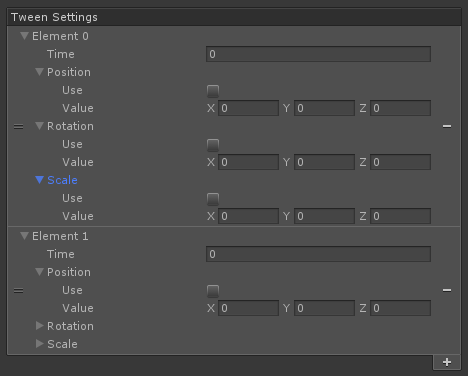 Tween Settings
Element 0
Time 0
Position
Use
Value X 0 Y 0 Z 0
Rotation
Use
Value X 0 Y 0 Z 0
Scale
Use
Value X 0 Y 0 Z 0
Element 1
Time 0
Position
Use
Value X 0 Y 0 Z 0
Rotation
Scale